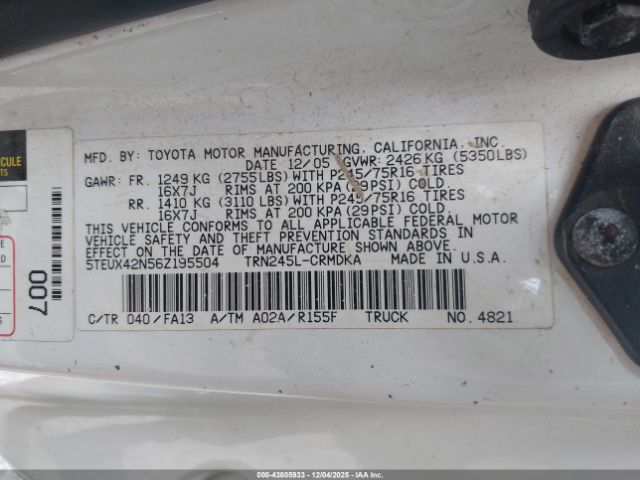 MFD. BY: TOYOTA MOTOR MANUFACTURING, CALIFORNIA, INC.
DATE 12/05 GVWR: 2426 KG (5350LBS)
GAWR: FR. 1249 KG (2755LBS) WITH P245/75R16 TIRES
16X7J RIMS AT 200 KPA (29PSI) COLD
RR. 1410 KG (3110 LBS) WITH P245/75R16 TIRES
16X7J RIMS AT 200 KPA (29PSI) COLD
THIS VEHICLE CONFORMS TO ALL APPLICABLE FEDERAL MOTOR
VEHICLE SAFETY, BUMPER AND THEFT PREVENTION STANDARDS IN
EFFECT ON THE DATE OF MANUFACTURE SHOWN ABOVE.
5TEUX42N56Z195504 TRN245L-CRMDKA MADE IN U.S.A.
C/TR 040/FA13 A/TM A02A/R155F TRUCK NO. 4821
007
00-43805933 - 12/04/2025 - IAA Inc.